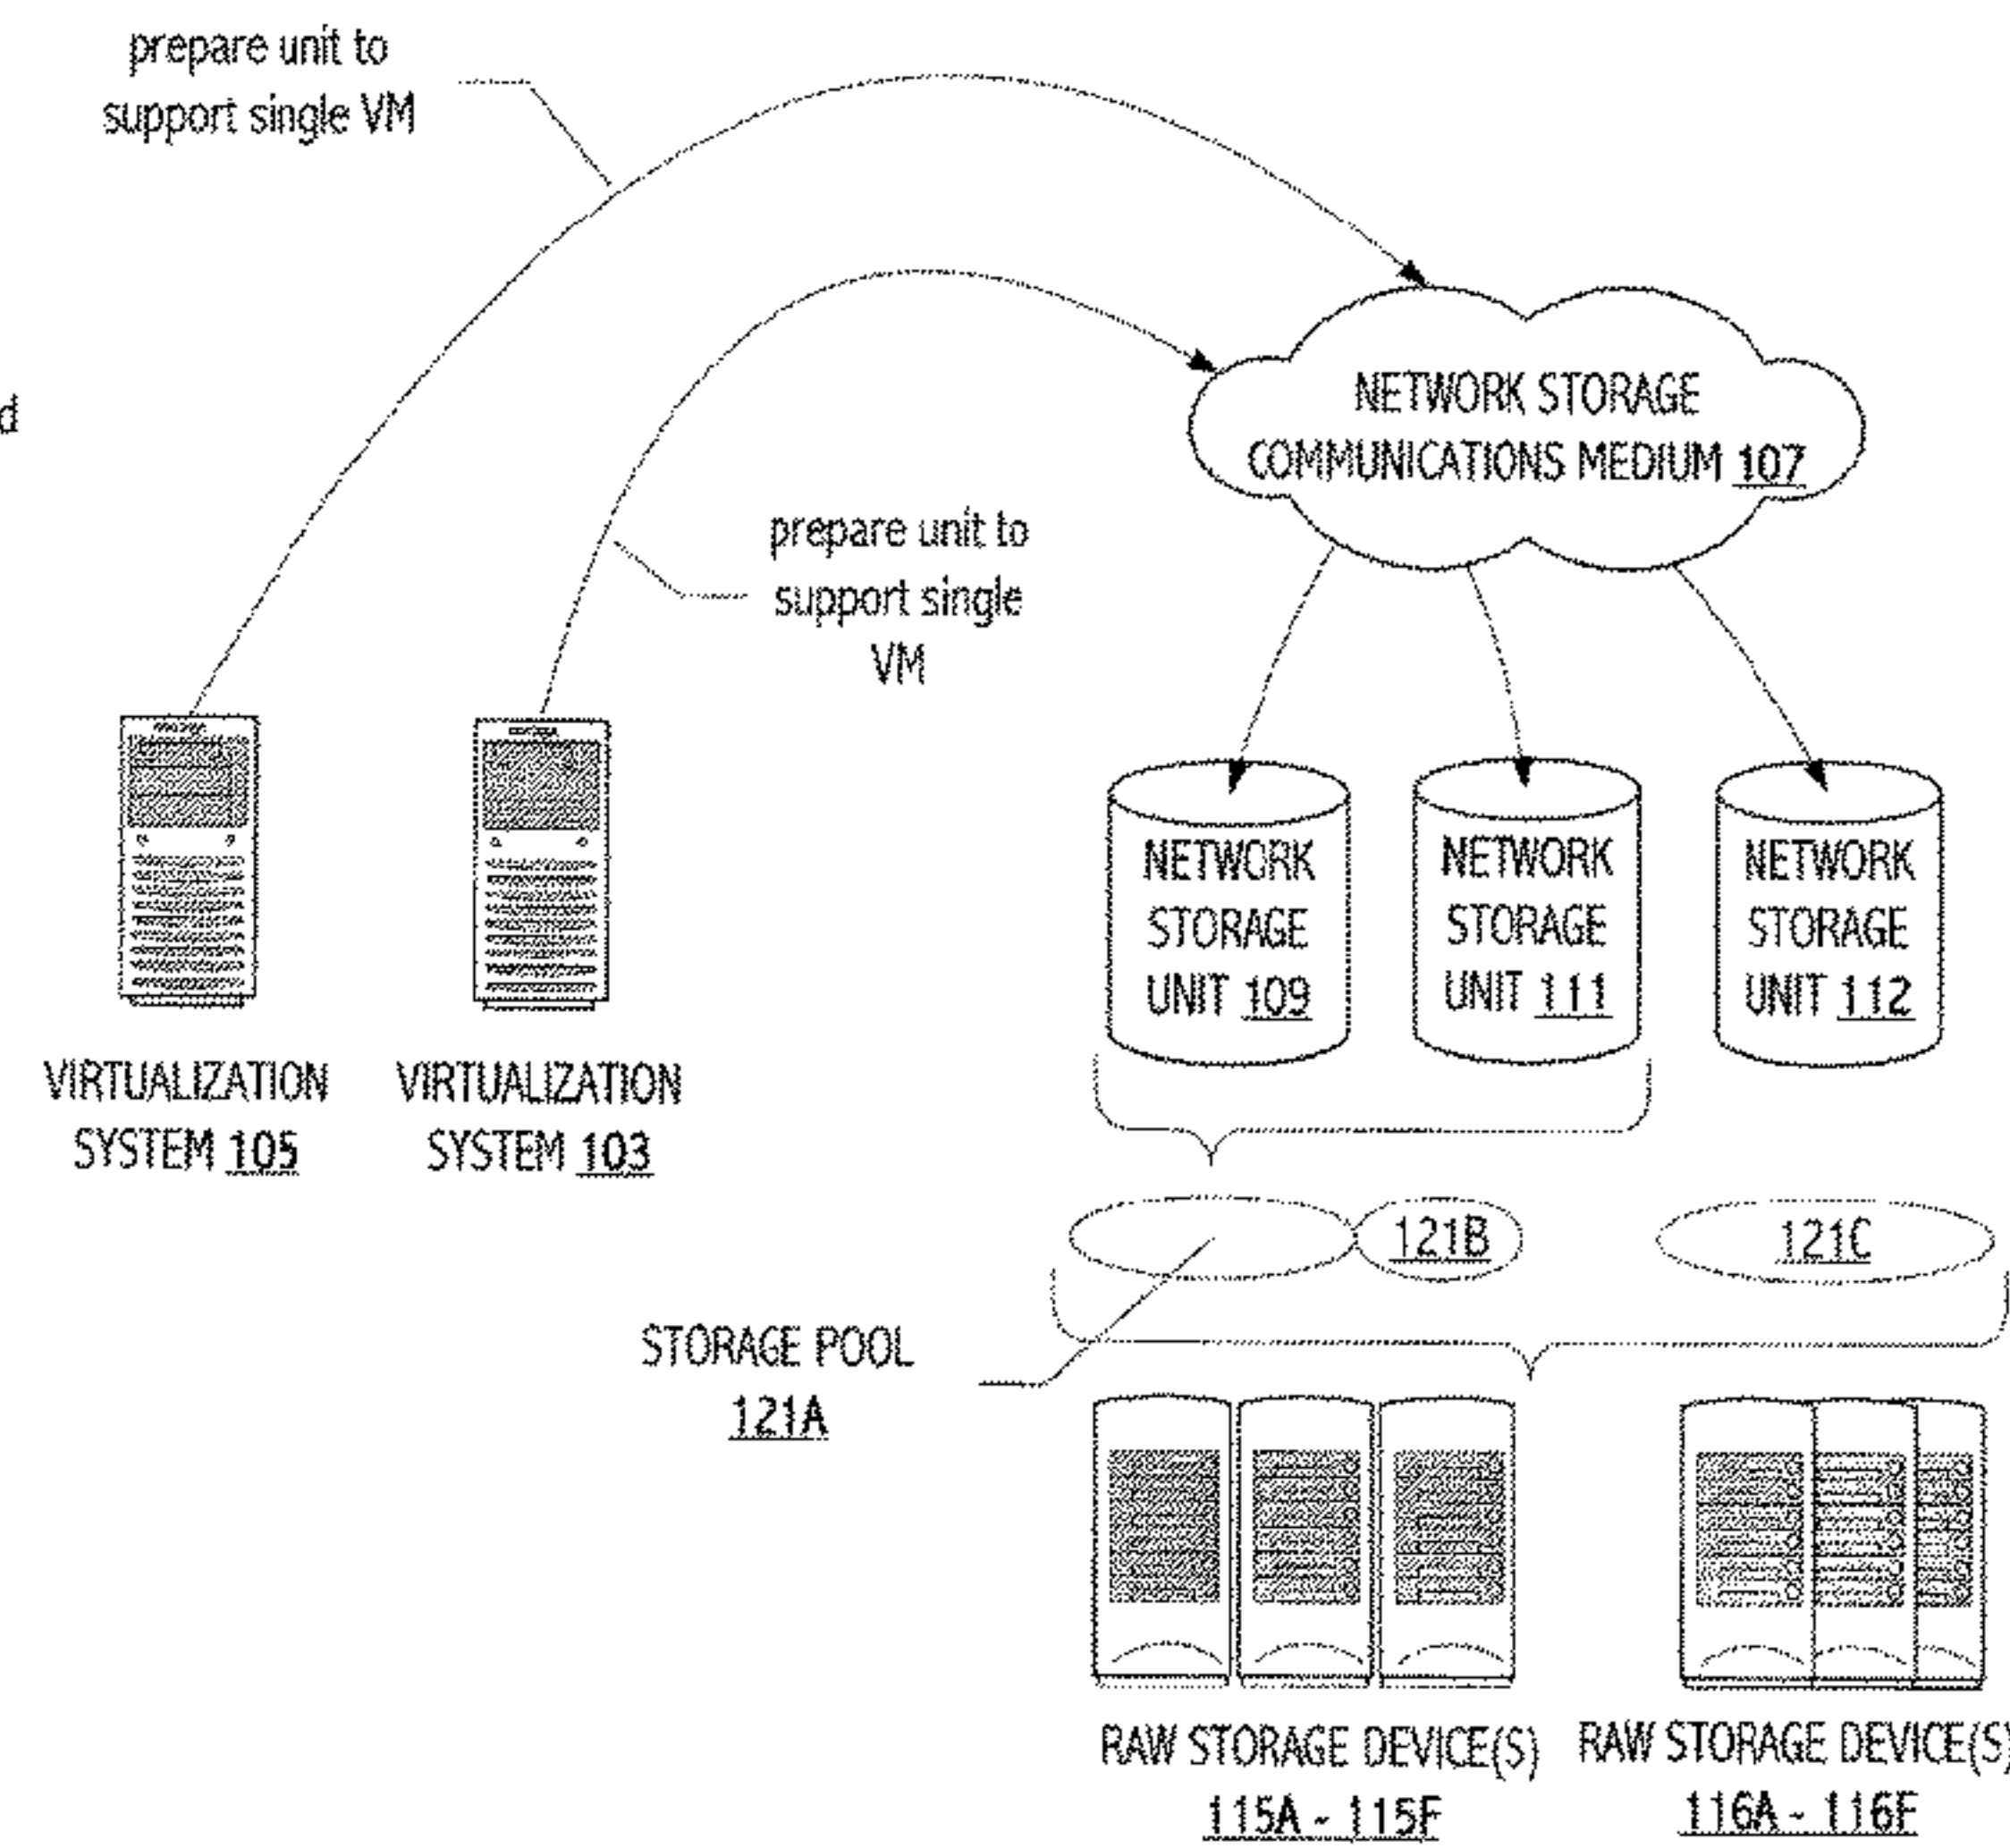 prepare unit to
support single VM
d
NETWORK STORAGE
COMMUNICATIONS MEDIUM 107
prepare unit to
support single
VM
NETWORK
STORAGE
UNIT 109
NETWORK
STORAGE
UNIT 111
NETWORK
STORAGE
UNIT 112
VIRTUALIZATION
SYSTEM 105
VIRTUALIZATION
SYSTEM 103
121B
121C
STORAGE POOL
121A
RAW STORAGE DEVICE(S)
115A - 115F
RAW STORAGE DEVICE(S)
116A - 116F